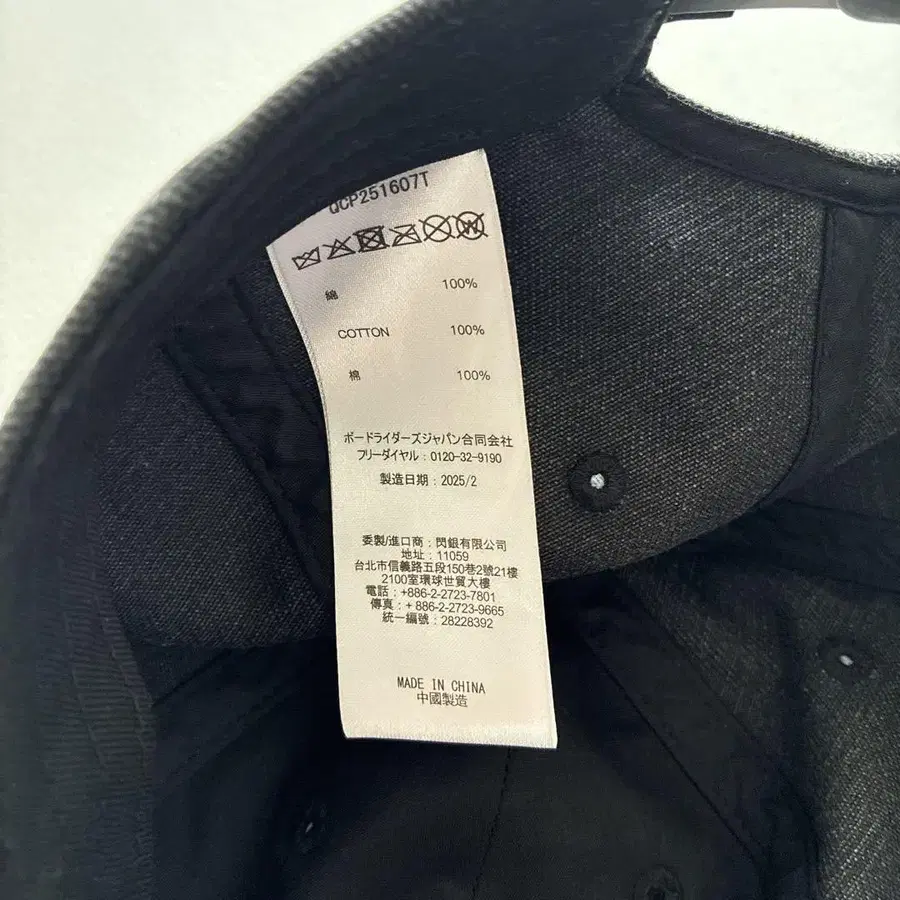 QCP251607T
綿 100%
COTTON 100%
棉 100%
ボードライダーズジャパン合同会社
フリーダイヤル：0120-32-9190
製造日期：2025/2
委製/進口商：閃銀有限公司
地址：11059
台北市信義路五段150巷2號21樓
2100室環球世貿大樓
電話：+886-2-2723-7801
傳真：+ 886-2-2723-9665
統一編號：28228392
MADE IN CHINA
中國製造